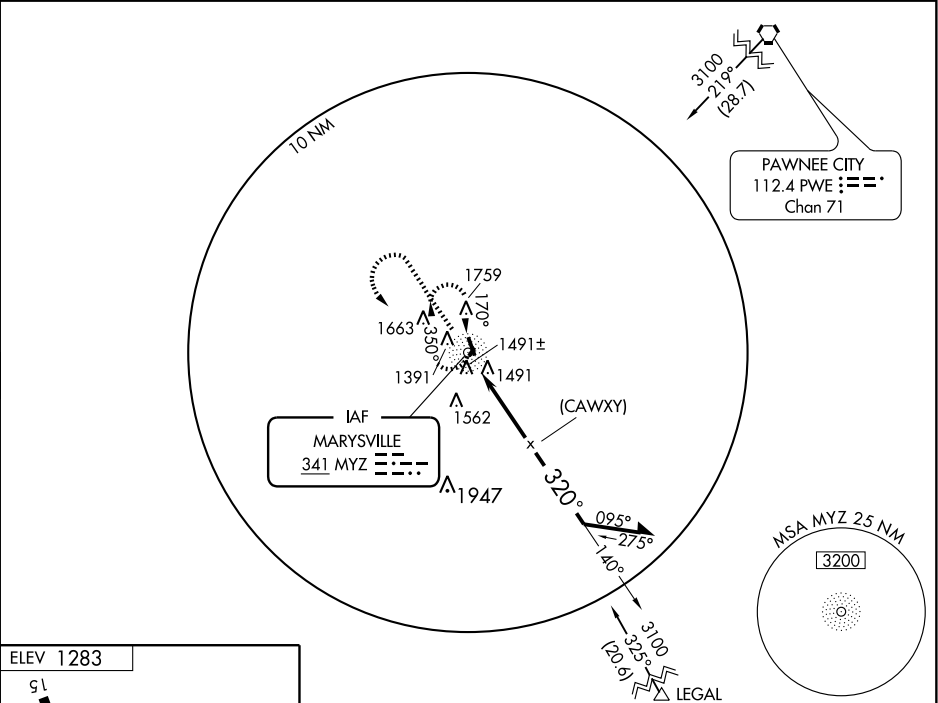 3100
219°
(28.7)
10 NM
PAWNEE CITY
112.4 PWE
Chan 71
1759
170°
1663
350°
1491±
1391
1491
(CAWXY)
1562
IAF
MARYSVILLE
341 MYZ
1947
320°
095°
275°
140°
MSA MYZ 25 NM
3200
3100
325°
(20.6)
LEGAL
ELEV 1283
15